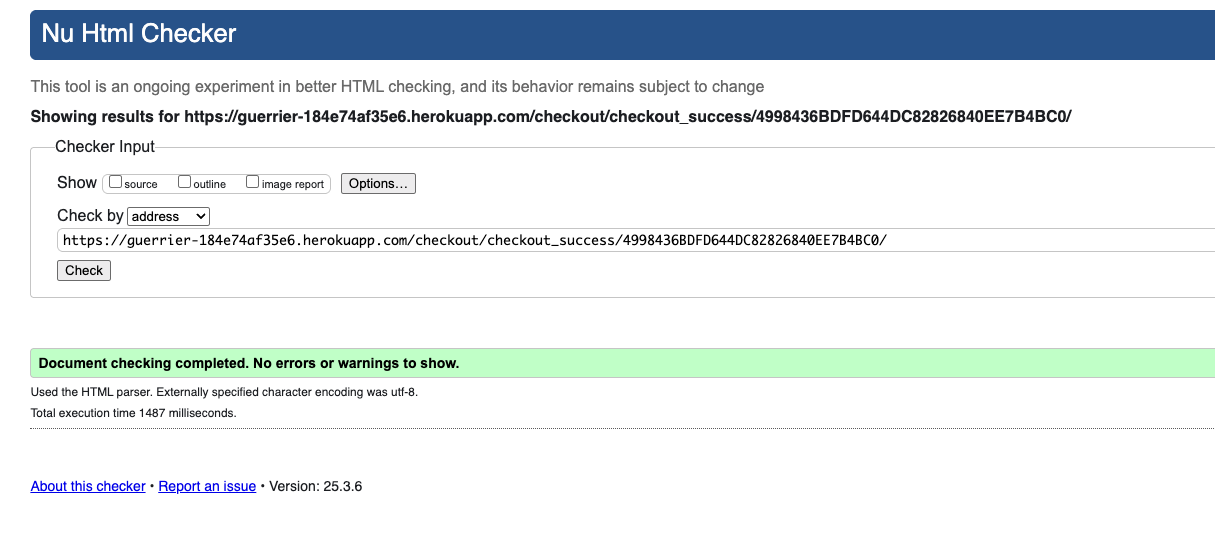 Nu Html Checker
This tool is an ongoing experiment in better HTML checking, and its behavior remains subject to change
Showing results for https://guerrier-184e74af35e6.herokuapp.com/checkout/checkout_success/4998436BDFD644DC82826840EE7B4BC0/
Checker Input
Show source outline image report Options...
Check by address
https://guerrier-184e74af35e6.herokuapp.com/checkout/checkout_success/4998436BDFD644DC82826840EE7B4BC0/
Check
Document checking completed. No errors or warnings to show.
Used the HTML parser. Externally specified character encoding was utf-8.
Total execution time 1487 milliseconds.
About this checker • Report an issue • Version: 25.3.6